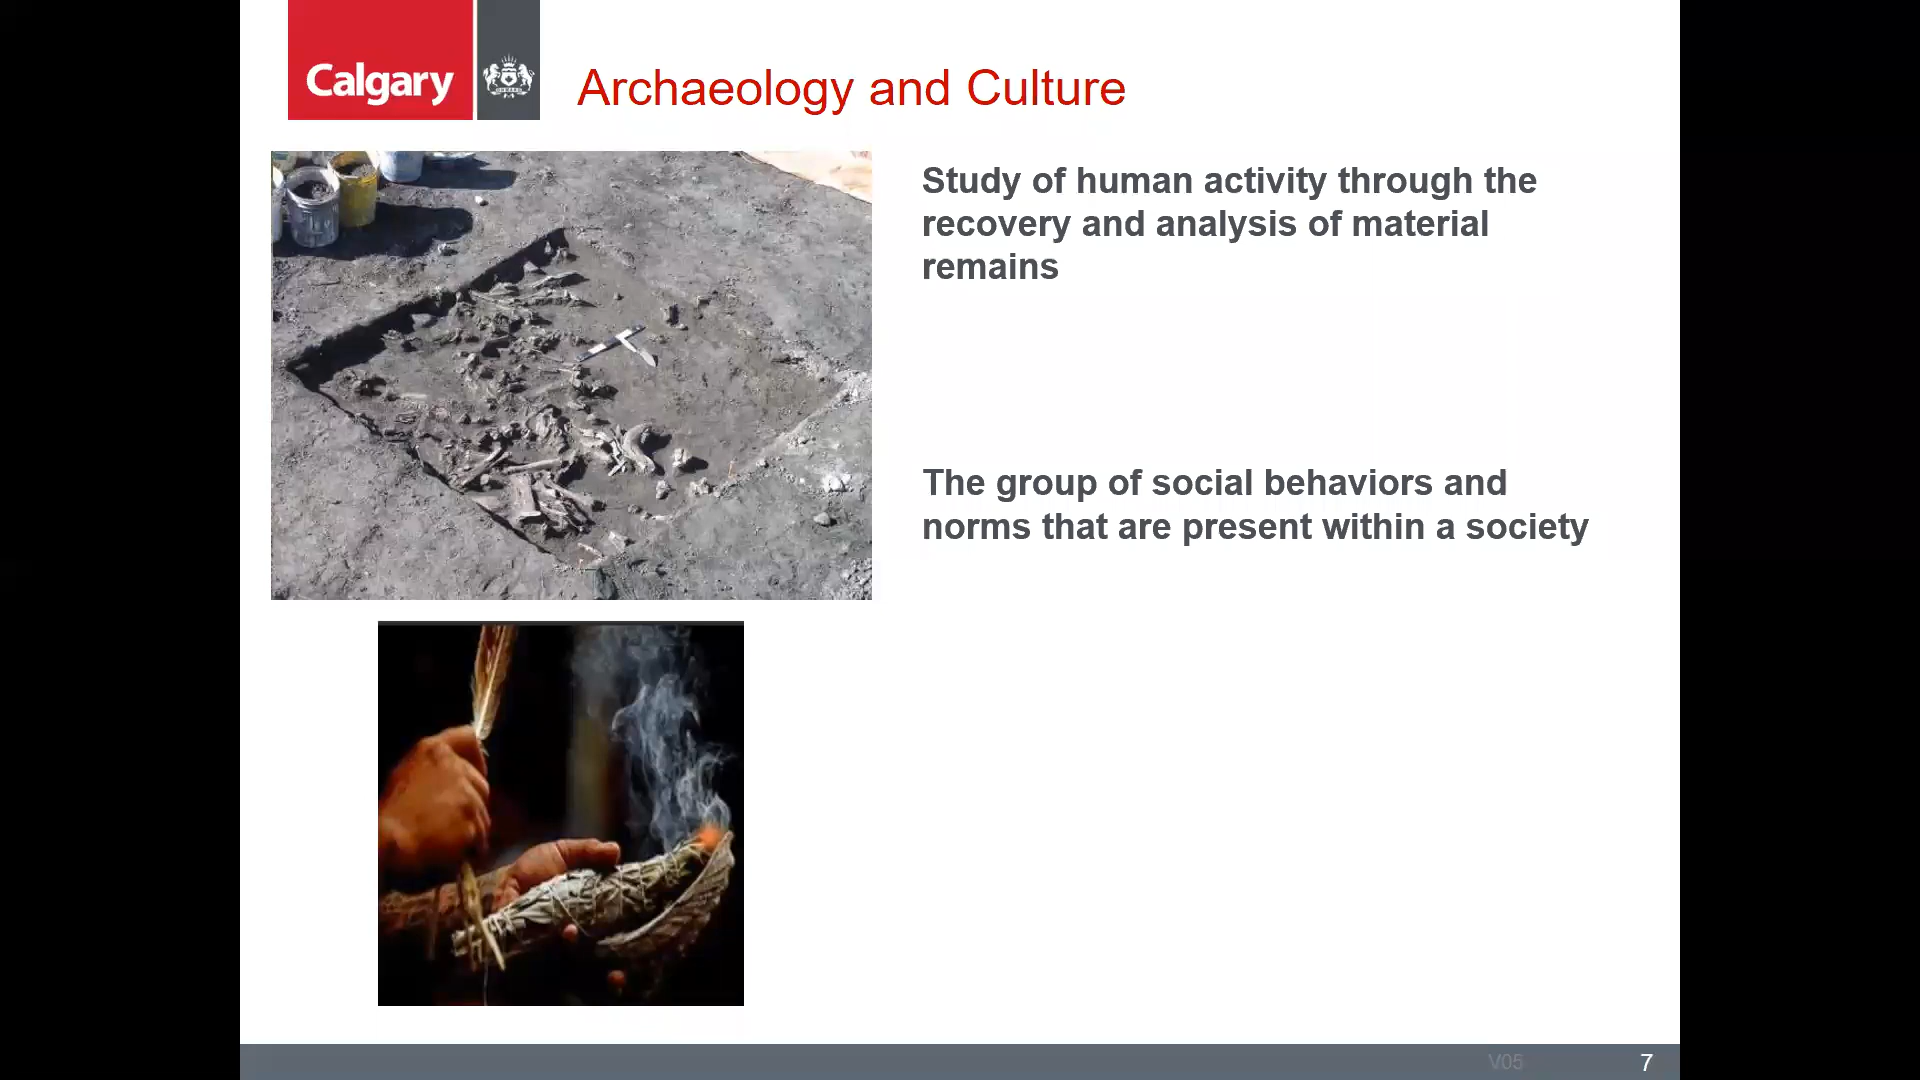 Calgary
Archaeology and Culture
Study of human activity through the
recovery and analysis of material
remains
The group of social behaviors and
norms that are present within a society
V05
7